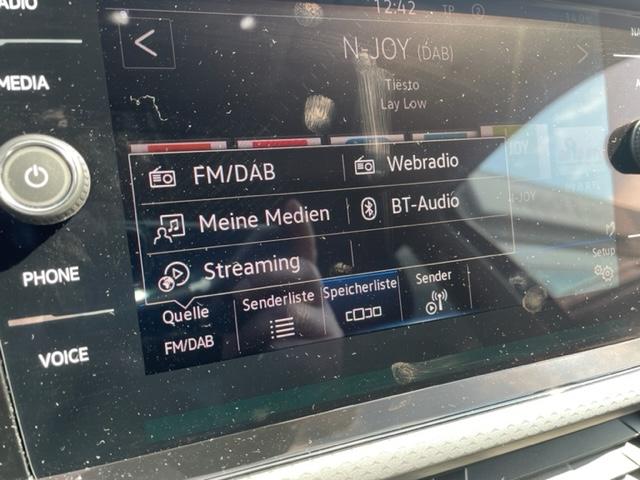 12:42
TP
N-JOY (DAB)
Tiësto
Lay Low
MEDIA
FM/DAB
Webradio
Meine Medien
BT-Audio
Streaming
Setup
PHONE
Quelle
FM/DAB
Senderliste
Speicherliste
Sender
VOICE